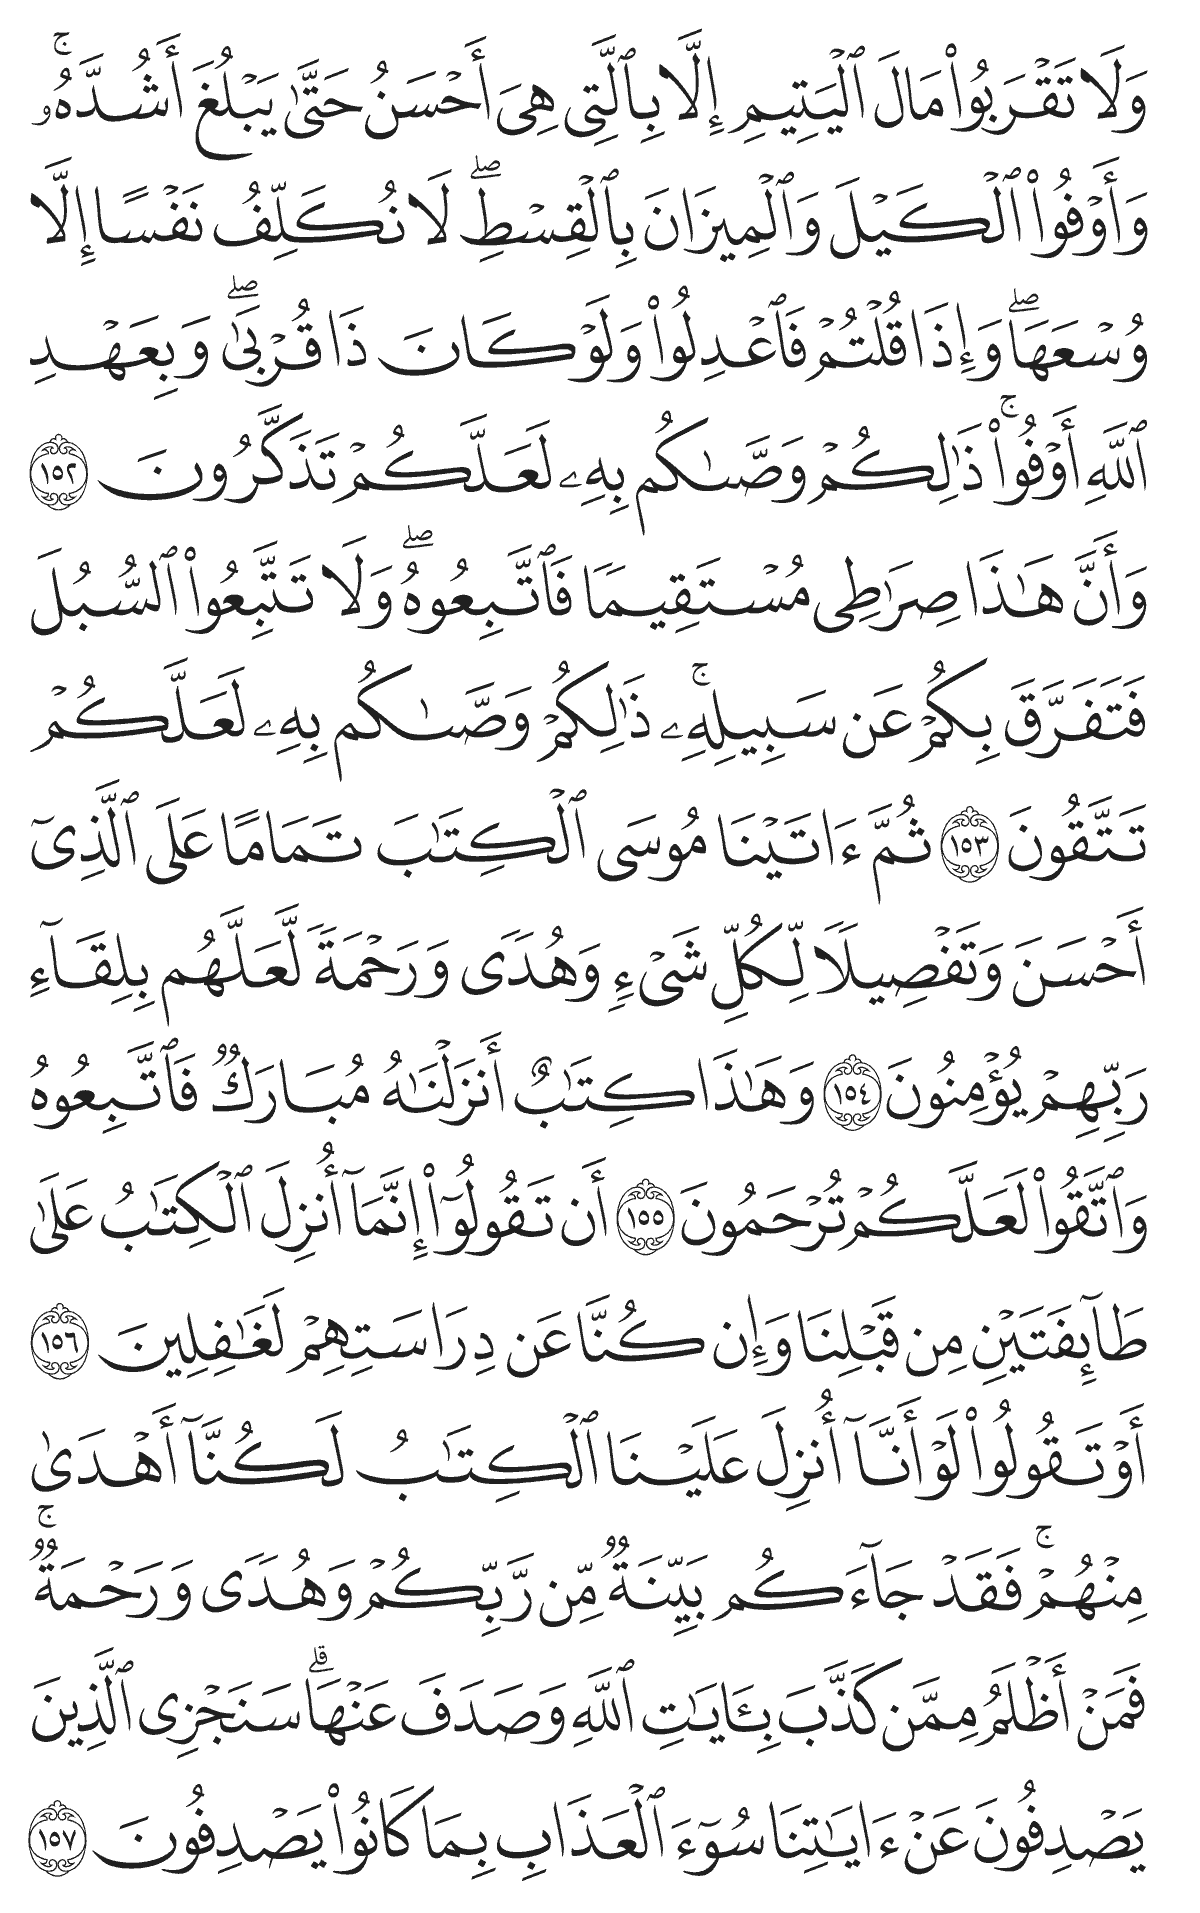 وَلَا تَقْرَبُوا۟ مَالَ ٱلْيَتِيمِ إِلَّا بِٱلَّتِى هِىَ أَحْسَنُ حَتَّىٰ يَبْلُغَ أَشُدَّهُۥ ۚ
وَأَوْفُوا۟ ٱلْكَيْلَ وَٱلْمِيزَانَ بِٱلْقِسْطِ ۖ لَا نُكَلِّفُ نَفْسًا إِلَّا
وُسْعَهَا ۖ وَإِذَا قُلْتُمْ فَٱعْدِلُوا۟ وَلَوْ كَانَ ذَا قُرْبَىٰ ۖ وَبِعَهْدِ
ٱللَّهِ أَوْفُوا۟ ۚ ذَٰلِكُمْ وَصَّىٰكُم بِهِۦ لَعَلَّكُمْ تَذَكَّرُونَ ١٥٢
وَأَنَّ هَـٰذَا صِرَٰطِى مُسْتَقِيمًا فَٱتَّبِعُوهُ ۖ وَلَا تَتَّبِعُوا۟ ٱلسُّبُلَ
فَتَفَرَّقَ بِكُمْ عَن سَبِيلِهِۦ ۚ ذَٰلِكُمْ وَصَّىٰكُم بِهِۦ لَعَلَّكُمْ
تَتَّقُونَ ١٥٣ ثُمَّ ءَاتَيْنَا مُوسَى ٱلْكِتَـٰبَ تَمَامًا عَلَى ٱلَّذِىٓ
أَحْسَنَ وَتَفْصِيلًا لِّكُلِّ شَىْءٍ وَهُدًى وَرَحْمَةً لَّعَلَّهُم بِلِقَآءِ
رَبِّهِمْ يُؤْمِنُونَ ١٥٤ وَهَـٰذَا كِتَـٰبٌ أَنزَلْنَـٰهُ مُبَارَكٌ فَٱتَّبِعُوهُ
وَٱتَّقُوا۟ لَعَلَّكُمْ تُرْحَمُونَ ١٥٥ أَن تَقُولُوٓا۟ إِنَّمَآ أُنزِلَ ٱلْكِتَـٰبُ عَلَىٰ
طَآئِفَتَيْنِ مِن قَبْلِنَا وَإِن كُنَّا عَن دِرَاسَتِهِمْ لَغَـٰفِلِينَ ١٥٦
أَوْ تَقُولُوا۟ لَوْ أَنَّآ أُنزِلَ عَلَيْنَا ٱلْكِتَـٰبُ لَكُنَّآ أَهْدَىٰ
مِنْهُمْ ۚ فَقَدْ جَآءَكُم بَيِّنَةٌ مِّن رَّبِّكُمْ وَهُدًى وَرَحْمَةٌ ۚ
فَمَنْ أَظْلَمُ مِمَّن كَذَّبَ بِـَٔايَـٰتِ ٱللَّهِ وَصَدَفَ عَنْهَا ۗ سَنَجْزِى ٱلَّذِينَ
يَصْدِفُونَ عَنْ ءَايَـٰتِنَا سُوٓءَ ٱلْعَذَابِ بِمَا كَانُوا۟ يَصْدِفُونَ ١٥٧